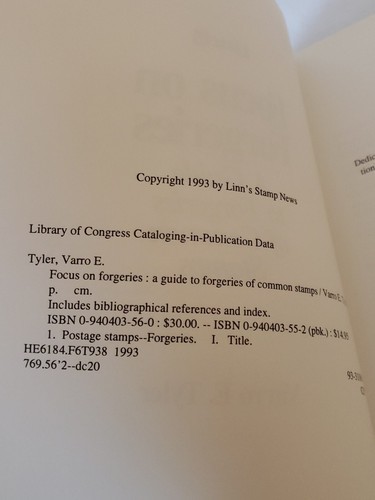 Copyright 1993 by Linn's Stamp News
Library of Congress Cataloging-in-Publication Data
Tyler, Varro E.
Focus on forgeries : a guide to forgeries of common stamps / Varro E.
p. cm.
Includes bibliographical references and index.
ISBN 0-940403-56-0 : $30.00. -- ISBN 0-940403-55-2 (pbk.) : $14.95
1. Postage stamps--Forgeries. I. Title.
HE6184.F6T938 1993
769.56'2--dc20
Dedic
tion